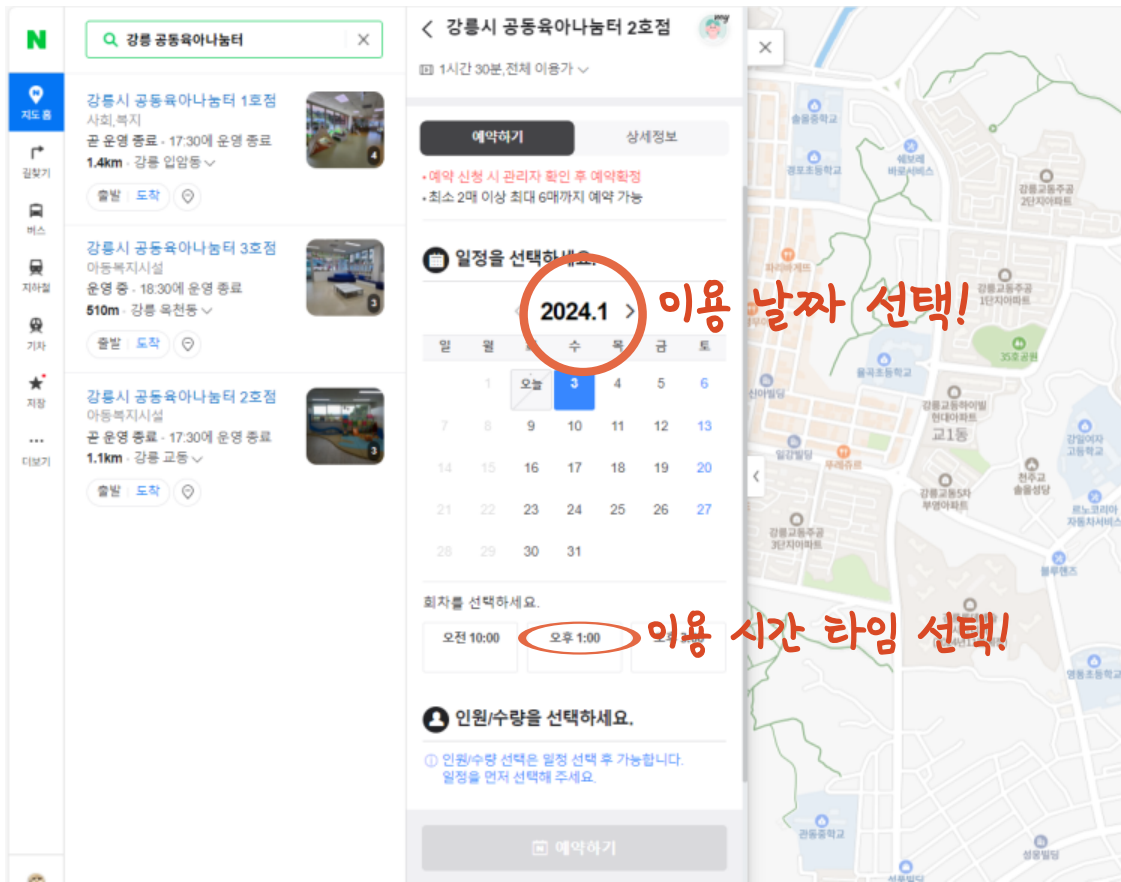 N
강릉 공동육아나눔터
지도 홈
길찾기
버스
지하철
기차
저장
더보기
강릉시 공동육아나눔터 1호점
사회,복지
곧 운영 종료 · 17:30에 운영 종료
1.4km · 강릉 입암동
출발 도착
4
강릉시 공동육아나눔터 3호점
아동복지시설
운영 중 · 18:30에 운영 종료
510m · 강릉 옥천동
출발 도착
3
강릉시 공동육아나눔터 2호점
아동복지시설
곧 운영 종료 · 17:30에 운영 종료
1.1km · 강릉 교동
출발 도착
3
강릉시 공동육아나눔터 2호점
my
1시간 30분,전체 이용가
예약하기 상세정보
• 예약 신청 시 관리자 확인 후 예약확정
• 최소 2매 이상 최대 6매까지 예약 가능
일정을 선택하세요.
2024.1
이용 날짜 선택!
일 월 수 목 금 토
1 오늘 3 4 5 6
7 8 9 10 11 12 13
14 15 16 17 18 19 20
21 22 23 24 25 26 27
28 29 30 31
회차를 선택하세요.
오전 10:00 오후 1:00
이용 시간 타임 선택!
인원/수량을 선택하세요.
인원/수량 선택은 일정 선택 후 가능합니다.
일정을 먼저 선택해 주세요.
예약하기
솔올중학교
경포초등학교
쉐보레
바로서비스
강릉교동주공
2단지아파트
파리바게뜨
강릉교동주공
1단지아파트
35호공원
율곡초등학교
신아빌딩
강릉교동하이빌
현대아파트
교1동
강일여자
고등학교
일강빌딩
뚜레쥬르
천주교
솔올성당
강릉교동5차
부영아파트
르노코리아
자동차서비스
강릉교동주공
3단지아파트
블루핸즈
명동초등학교
관동중학교
성웅빌딩